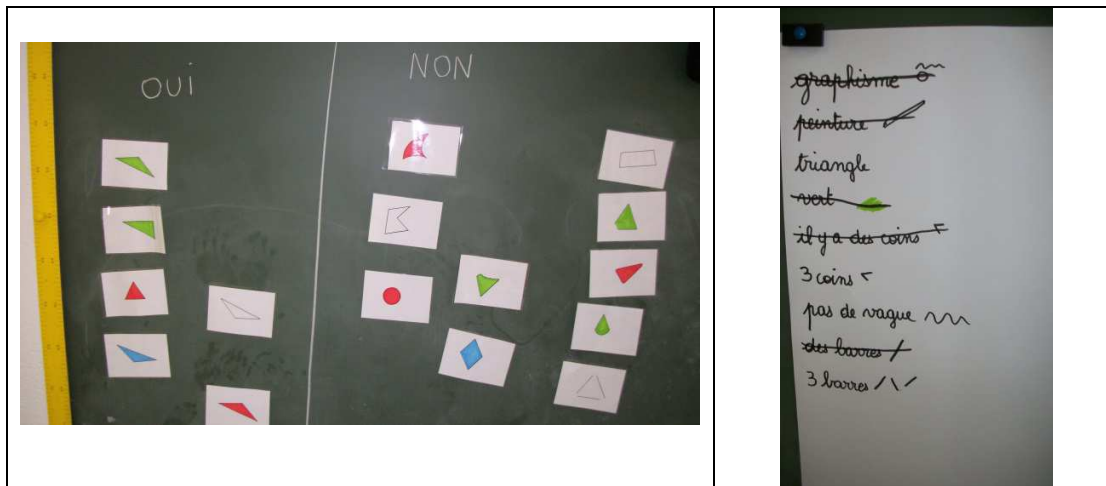 OUI
NON
graphisme
peinture
triangle
vert
il y a des coins
3 coins
pas de vague
des barres
3 barres